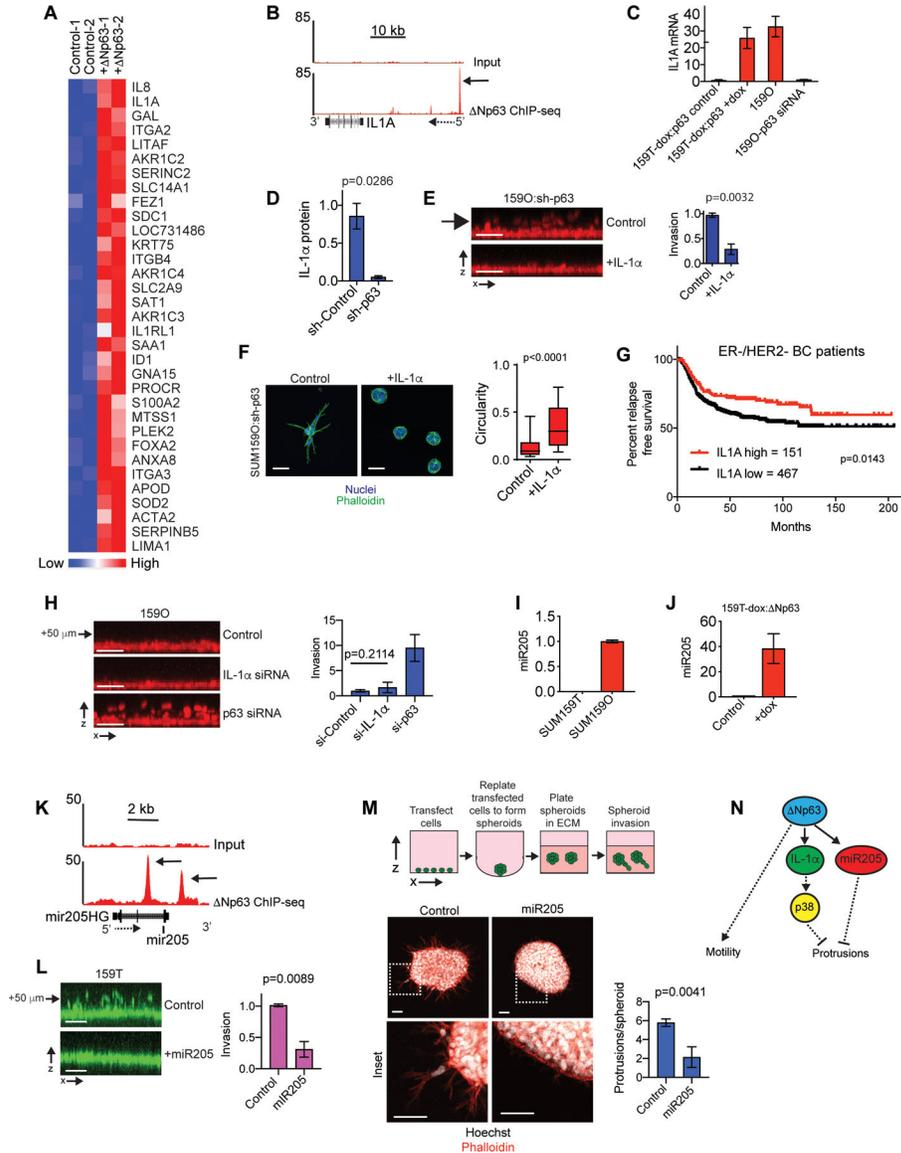 A
Control-1
Control-2
+ΔNp63-1
+ΔNp63-2
IL8
IL1A
GAL
ITGA2
LITAF
AKR1C2
SERINC2
SLC14A1
FEZ1
SDC1
LOC731486
KRT75
ITGB4
AKR1C4
SLC2A9
SAT1
AKR1C3
IL1RL1
SAA1
ID1
GNA15
PROCR
S100A2
MTSS1
PLEK2
FOXA2
ANXA8
ITGA3
APOD
SOD2
ACTA2
SERPINB5
LIMA1
Low High
B
85
10 kb
Input
85
ΔNp63 ChIP-seq
3' IL1A 5'
C
IL1A mRNA
40
30
20
10
0
159T-dox:p63 control
159T-dox:p63 +dox
159O
159O-p63 siRNA
D
p=0.0286
IL-1α protein
1.0
0.5
0.0
sh-Control
sh-p63
E
159O:sh-p63
Control
+IL-1α
z
x
p=0.0032
Invasion
1.0
0.5
0.0
Control
+IL-1α
F
SUM159O:sh-p63
Control
+IL-1α
Nuclei
Phalloidin
p<0.0001
Circularity
1.0
0.5
0.0
Control
+IL-1α
G
ER-/HER2- BC patients
Percent relapse
free survival
100
50
0
IL1A high = 151
IL1A low = 467
p=0.0143
0 50 100 150 200
Months
H
159O
+50 µm
Control
IL-1α siRNA
p63 siRNA
z
x
Invasion
15
10
5
0
p=0.2114
si-Control
si-IL-1α
si-p63
I
miR205
1.5
1.0
0.5
0.0
SUM159T
SUM159O
J
159T-dox:ΔNp63
miR205
60
40
20
0
Control
+dox
K
50
2 kb
Input
50
ΔNp63 ChIP-seq
mir205HG
5' 3'
mir205
L
159T
+50 µm
Control
+miR205
z
x
p=0.0089
Invasion
1.0
0.5
0.0
Control
miR205
M
Transfect
cells
Replate
transfected
cells to form
spheroids
Plate
spheroids
in ECM
Spheroid
invasion
z
x
Control
miR205
Inset
Hoechst
Phalloidin
p=0.0041
Protrusions/spheroid
8
6
4
2
0
Control
miR205
N
ΔNp63
IL-1α
miR205
p38
Motility
Protrusions